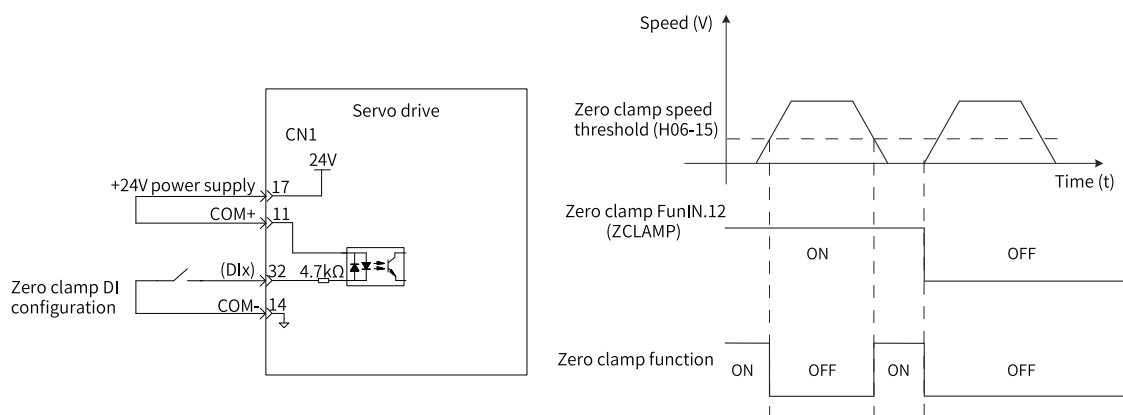 Servo drive
CN1
24V
+24V power supply
17
COM+
11
(DIx)
32
4.7kΩ
Zero clamp DI
configuration
COM-
14
Speed (V)
Zero clamp speed
threshold (H06-15)
Time (t)
Zero clamp FunIN.12
(ZCLAMP)
ON
OFF
Zero clamp function
ON
OFF
ON
OFF